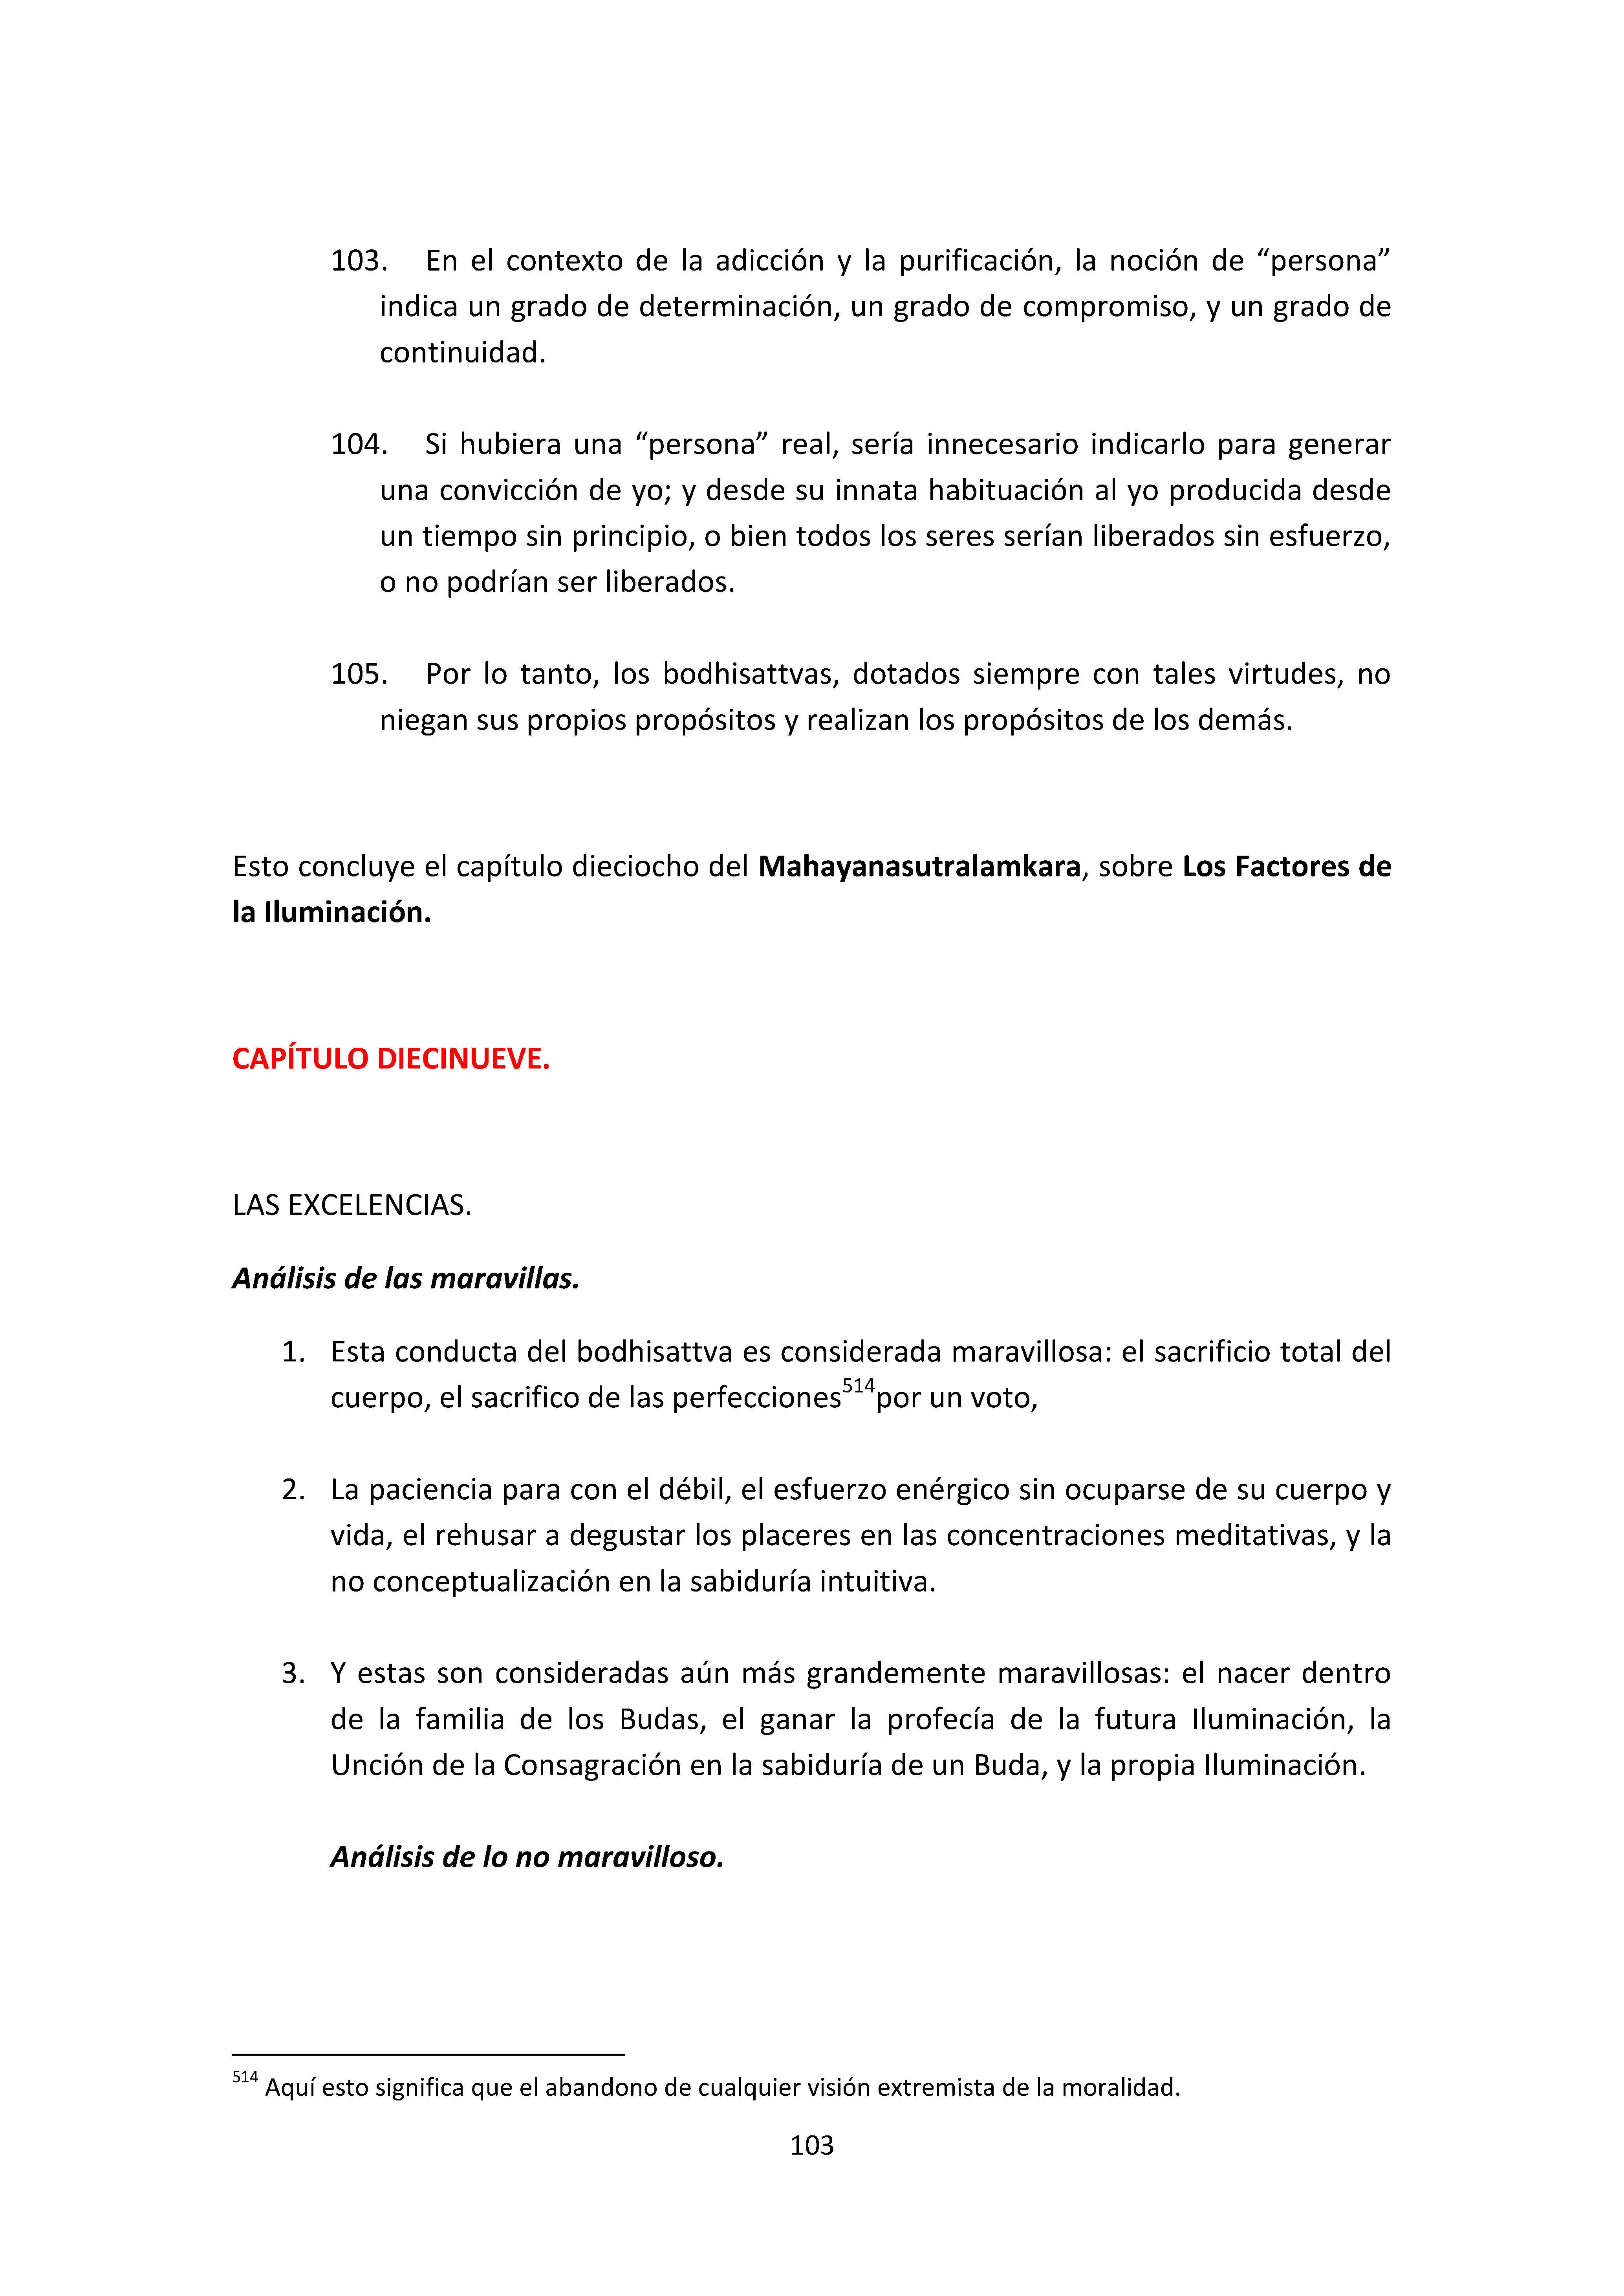 103. En el contexto de la adicción y la purificación, la noción de “persona”
indica un grado de determinación, un grado de compromiso, y un grado de
continuidad.
104. Si hubiera una “persona” real, sería innecesario indicarlo para generar
una convicción de yo; y desde su innata habituación al yo producida desde
un tiempo sin principio, o bien todos los seres serían liberados sin esfuerzo,
o no podrían ser liberados.
105. Por lo tanto, los bodhisattvas, dotados siempre con tales virtudes, no
niegan sus propios propósitos y realizan los propósitos de los demás.
Esto concluye el capítulo dieciocho del Mahayanasutralamkara, sobre Los Factores de
la Iluminación.
CAPÍTULO DIECINUEVE.
LAS EXCELENCIAS.
Análisis de las maravillas.
1. Esta conducta del bodhisattva es considerada maravillosa: el sacrificio total del
cuerpo, el sacrifico de las perfecciones514por un voto,
2. La paciencia para con el débil, el esfuerzo enérgico sin ocuparse de su cuerpo y
vida, el rehusar a degustar los placeres en las concentraciones meditativas, y la
no conceptualización en la sabiduría intuitiva.
3. Y estas son consideradas aún más grandemente maravillosas: el nacer dentro
de la familia de los Budas, el ganar la profecía de la futura Iluminación, la
Unción de la Consagración en la sabiduría de un Buda, y la propia Iluminación.
Análisis de lo no maravilloso.
514 Aquí esto significa que el abandono de cualquier visión extremista de la moralidad.
103